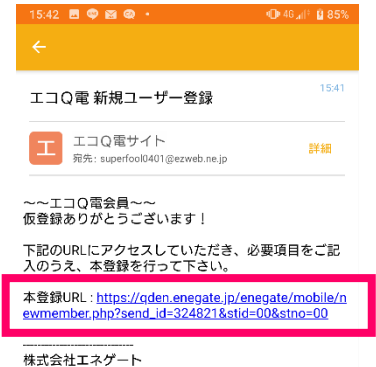 15:42 4G 85%
エコQ電 新規ユーザー登録
15:41
エ
エコQ電サイト
宛先: superfool0401@ezweb.ne.jp
詳細
～～エコQ電会員～～
仮登録ありがとうございます！
下記のURLにアクセスしていただき、必要項目をご記
入のうえ、本登録を行って下さい。
本登録URL : https://qden.enegate.jp/enegate/mobile/n
ewmember.php?send_id=324821&stid=00&stno=00
----------------------------
株式会社エネゲート